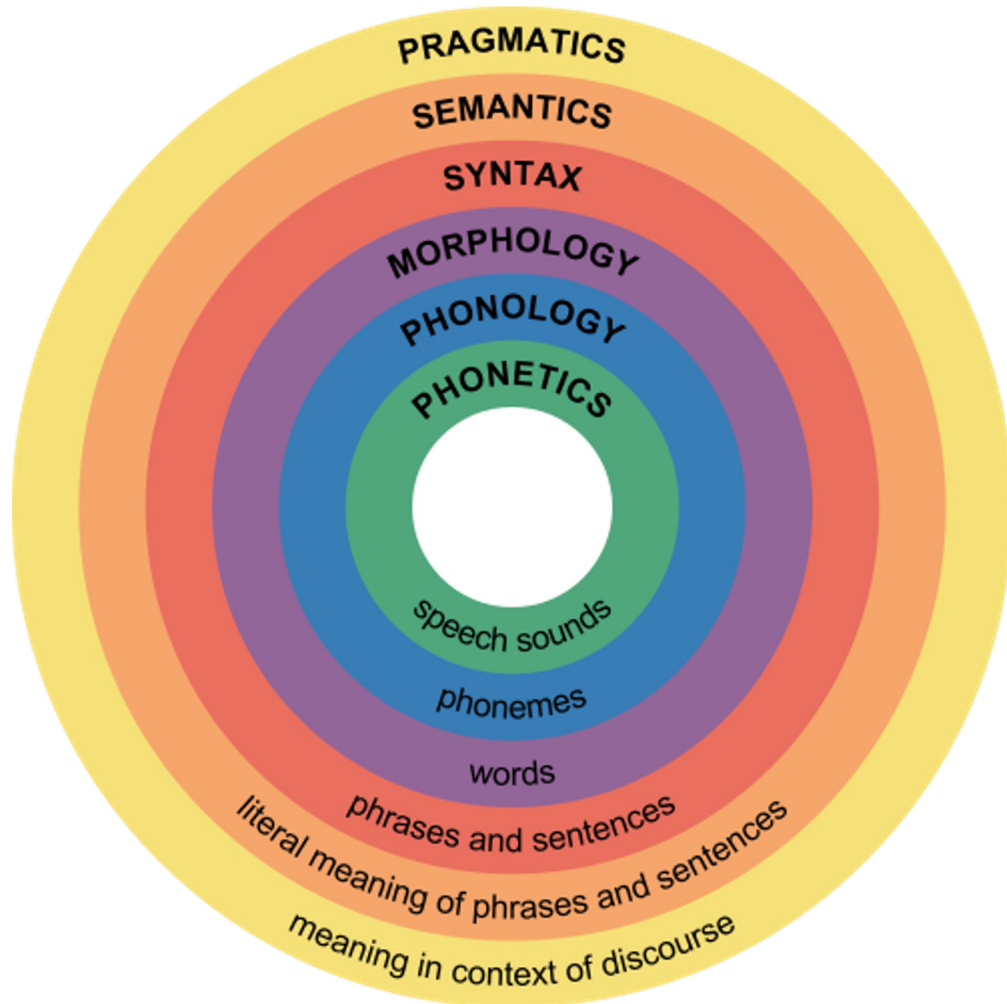 PRAGMATICS
SEMANTICS
SYNTAX
MORPHOLOGY
PHONOLOGY
PHONETICS
speech sounds
phonemes
words
phrases and sentences
literal meaning of phrases and sentences
meaning in context of discourse